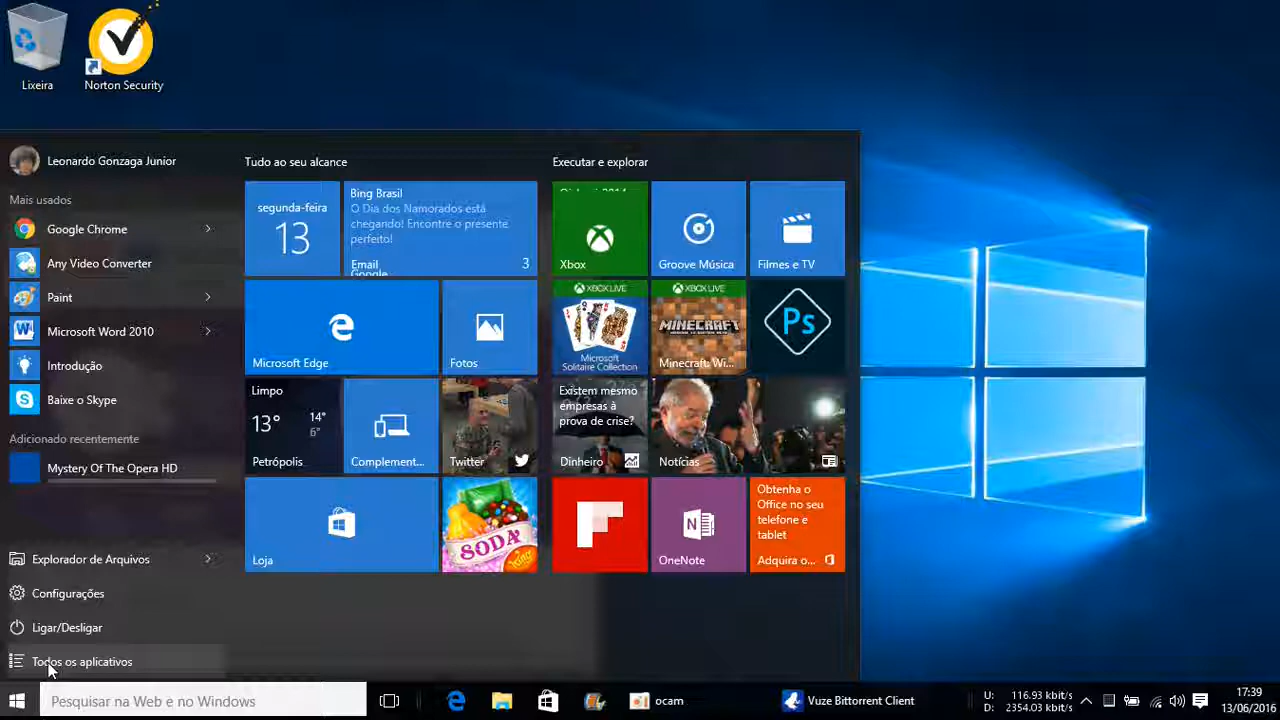 Lixeira
Norton Security
Leonardo Gonzaga Junior
Mais usados
Google Chrome
Any Video Converter
Paint
Microsoft Word 2010
Introdução
Baixe o Skype
Adicionado recentemente
Mystery Of The Opera HD
Explorador de Arquivos
Configurações
Ligar/Desligar
Todos os aplicativos
Tudo ao seu alcance
segunda-feira
13
Bing Brasil
O Dia dos Namorados está
chegando! Encontre o presente
perfeito!
Email
Google
3
Microsoft Edge
Fotos
Limpo
13°
14°
6°
Petrópolis
Complement...
Twitter
Loja
SODA
King
Executar e explorar
Xbox
Groove Música
Filmes e TV
XBOX LIVE
Microsoft
Solitaire Collection
XBOX LIVE
MINECRAFT
Minecraft: Wi...
Ps
Existem mesmo
empresas à
prova de crise?
Dinheiro
Notícias
OneNote
Obtenha o
Office no seu
telefone e
tablet
Adquira o...
Pesquisar na Web e no Windows
ocam
Vuze Bittorrent Client
U: 116.93 kbit/s
D: 2354.03 kbit/s
17:39
13/06/2016